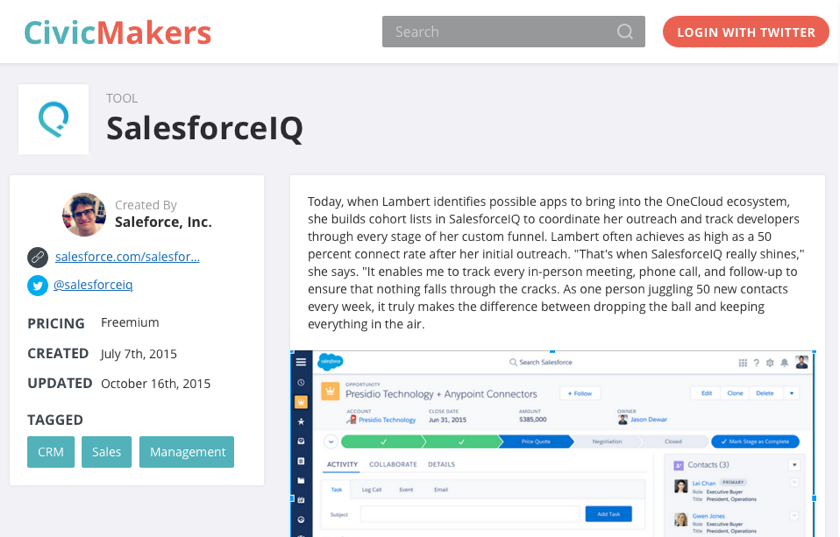 CivicMakers
Search
LOGIN WITH TWITTER
TOOL
SalesforceIQ
Created By
Saleforce, Inc.
salesforce.com/salesfor...
@salesforceiq
PRICING Freemium
CREATED July 7th, 2015
UPDATED October 16th, 2015
TAGGED
CRM Sales Management
Today, when Lambert identifies possible apps to bring into the OneCloud ecosystem,
she builds cohort lists in SalesforceIQ to coordinate her outreach and track developers
through every stage of her custom funnel. Lambert often achieves as high as a 50
percent connect rate after her initial outreach. "That's when SalesforceIQ really shines,"
she says. "It enables me to track every in-person meeting, phone call, and follow-up to
ensure that nothing falls through the cracks. As one person juggling 50 new contacts
every week, it truly makes the difference between dropping the ball and keeping
everything in the air.
salesforce
Search Salesforce
OPPORTUNITY
Presidio Technology + Anypoint Connectors
+ Follow
Edit Clone Delete
ACCOUNT CLOSE DATE AMOUNT OWNER
Presidio Technology Jun 31, 2015 $385,000 Jason Dewar
Price Quote Negotiation Closed Mark Stage as Complete
ACTIVITY COLLABORATE DETAILS
Task Log Call Event Email
Subject Add Task
Contacts (3)
Lei Chan PRIMARY
Role Executive Buyer
Title President, Operations
Gwen Jones
Role Executive Buyer
Title President, Operations